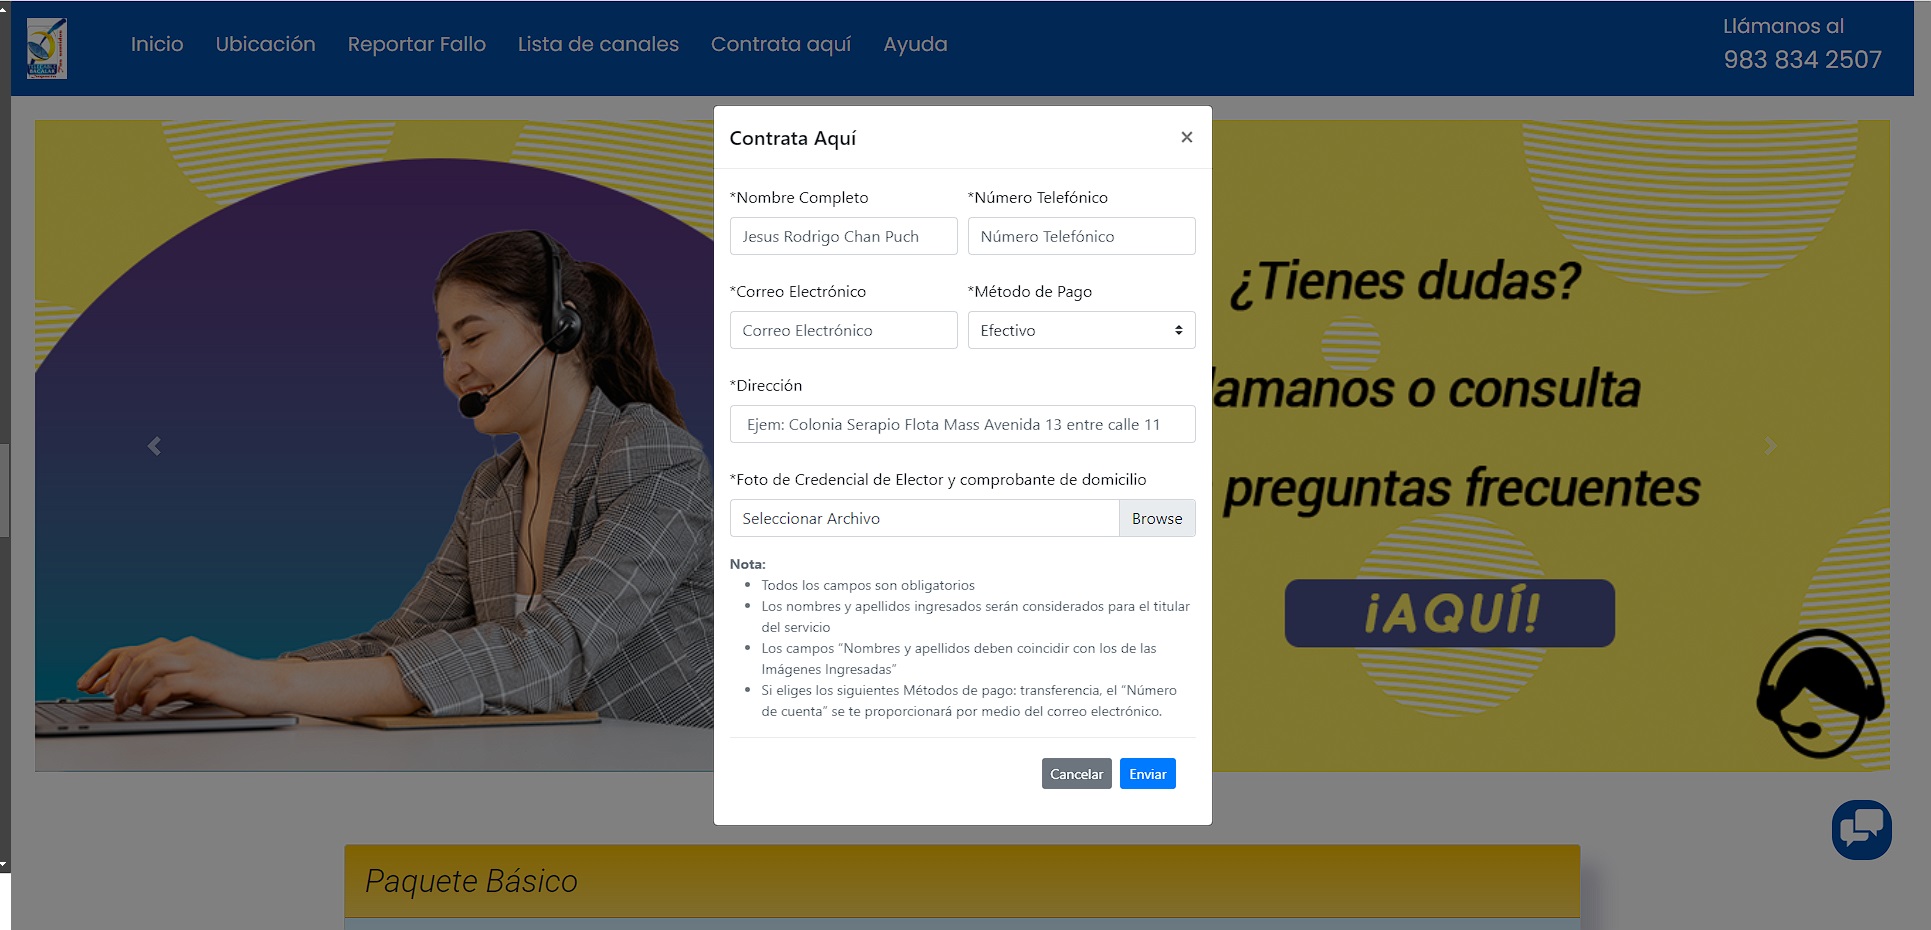 Inicio
Ubicación
Reportar Fallo
Lista de canales
Contrata aquí
Ayuda
Llámanos al
983 834 2507
Contrata Aquí
×
*Nombre Completo
*Número Telefónico
Jesus Rodrigo Chan Puch
Número Telefónico
*Correo Electrónico
*Método de Pago
Correo Electrónico
Efectivo
*Dirección
Ejem: Colonia Serapio Flota Mass Avenida 13 entre calle 11
*Foto de Credencial de Elector y comprobante de domicilio
Seleccionar Archivo
Browse
Nota:
Todos los campos son obligatorios
Los nombres y apellidos ingresados serán considerados para el titular
del servicio
Los campos "Nombres y apellidos deben coincidir con los de las
Imágenes Ingresadas"
Si eliges los siguientes Métodos de pago: transferencia, el "Número
de cuenta" se te proporcionará por medio del correo electrónico.
Cancelar
Enviar
¿Tienes dudas?
lamanos o consulta
preguntas frecuentes
¡AQUÍ!
Paquete Básico